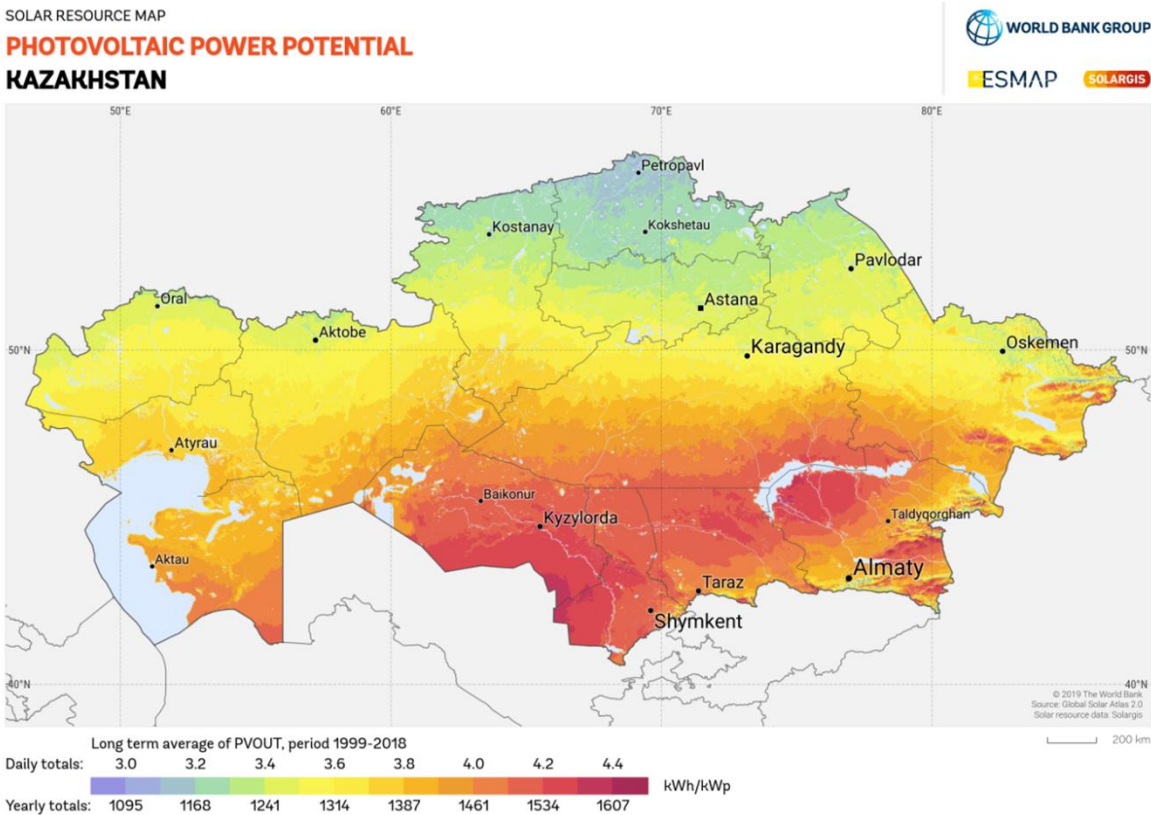 SOLAR RESOURCE MAP
PHOTOVOLTAIC POWER POTENTIAL
KAZAKHSTAN
WORLD BANK GROUP
ESMAP
SOLARGIS
50°E 60°E 70°E 80°E
Petropavl
Kostanay
Kokshetau
Pavlodar
Oral
Astana
Aktobe
Karagandy
Oskemen
50°N 50°N
Atyrau
Baikonur
Kyzylorda
Taldyqorghan
Aktau
Almaty
Taraz
Shymkent
40°N 40°N
© 2019 The World Bank
Source: Global Solar Atlas 2.0
Solar resource data: Solargis
200 km
Long term average of PVOUT, period 1999-2018
Daily totals: 3.0 3.2 3.4 3.6 3.8 4.0 4.2 4.4
kWh/kWp
Yearly totals: 1095 1168 1241 1314 1387 1461 1534 1607